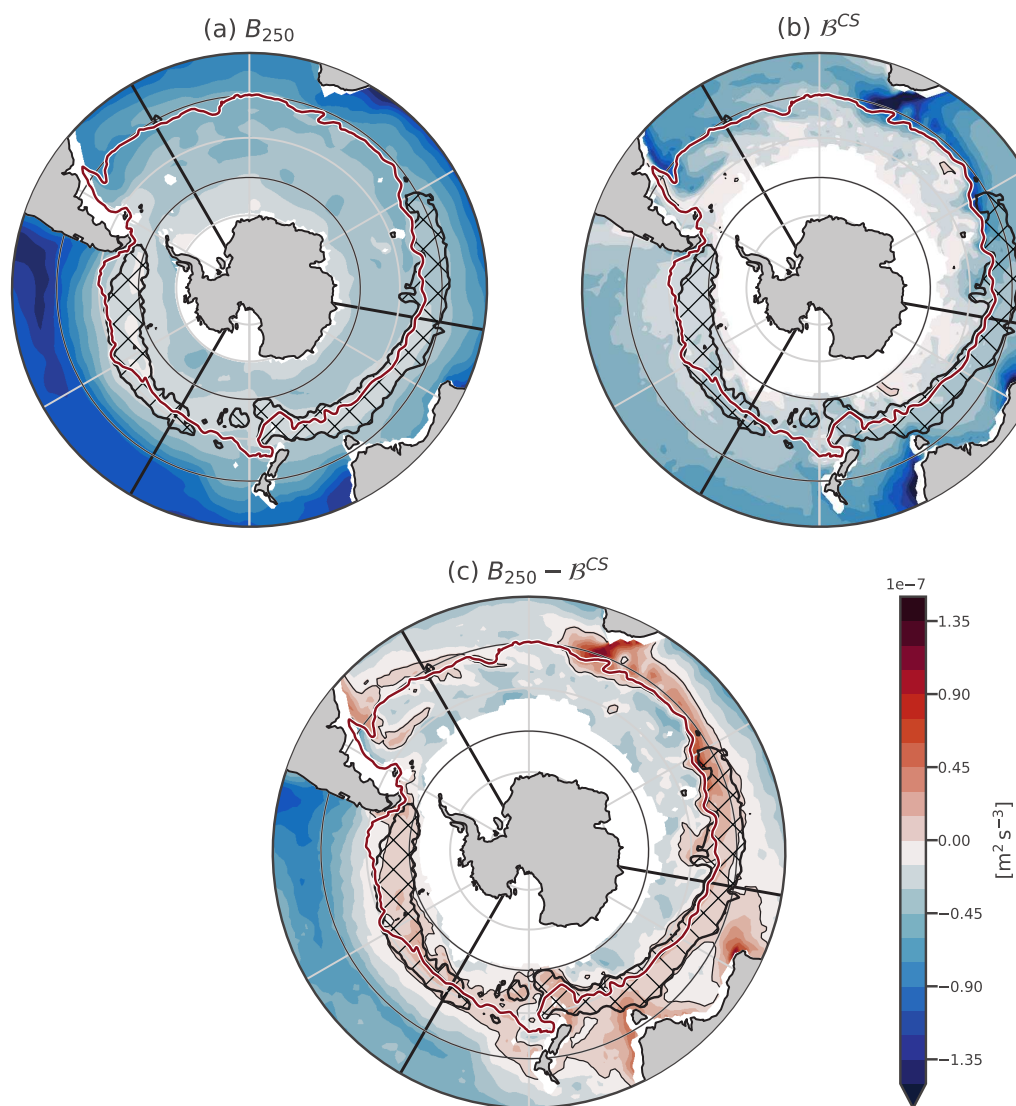 (a) B₂₅₀
(b) ℬᶜˢ
(c) B₂₅₀ − ℬᶜˢ
1e−7
1.35
0.90
0.45
0.00
−0.45
−0.90
−1.35
[m² s⁻³]